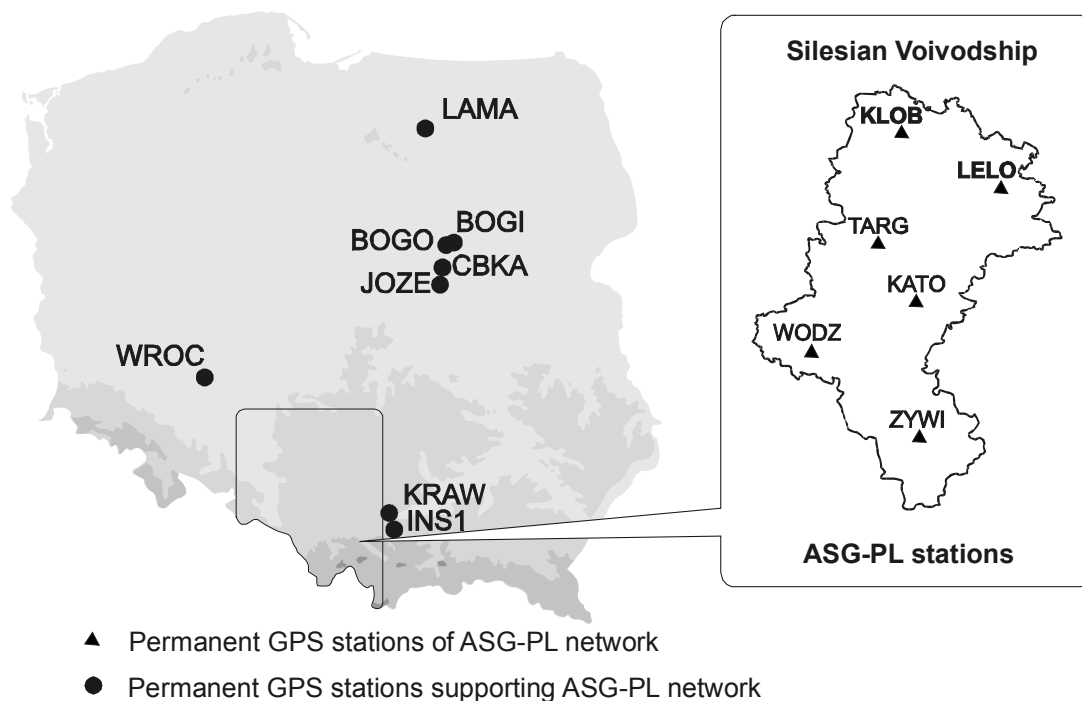 Silesian Voivodship
KLOB
LAMA
LELO
BOGI
BOGO
TARG
CBKA
JOZE
KATO
WODZ
WROC
ZYWI
KRAW
INS1
ASG-PL stations
Permanent GPS stations of ASG-PL network
Permanent GPS stations supporting ASG-PL network